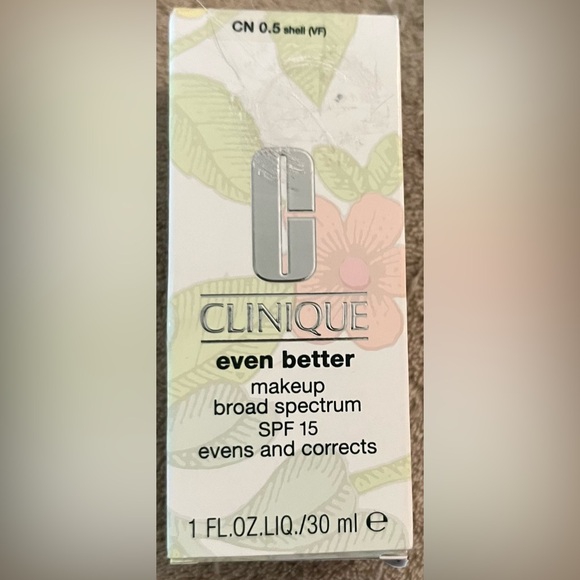 CN 0.5 shell (VF)
C
CLINIQUE
even better
makeup
broad spectrum
SPF 15
evens and corrects
1 FL.OZ.LIQ./30 ml ℮